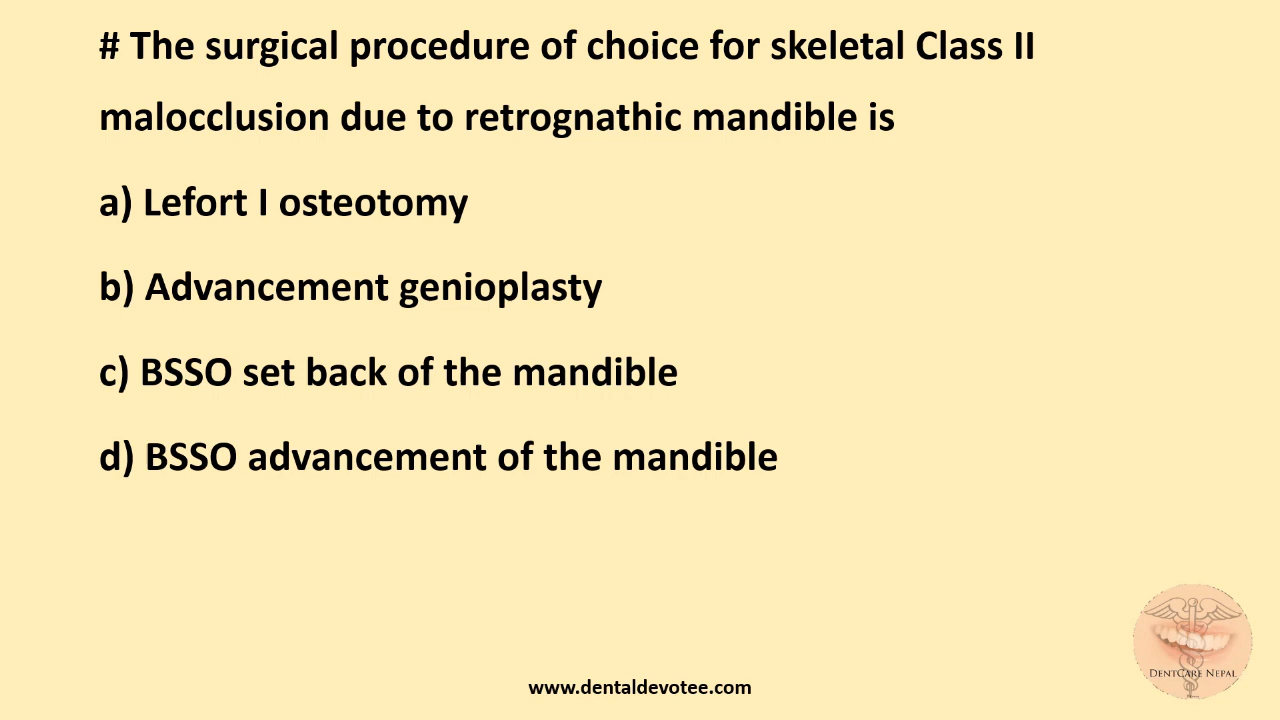 # The surgical procedure of choice for skeletal Class II
malocclusion due to retrognathic mandible is
a) Lefort I osteotomy
b) Advancement genioplasty
c) BSSO set back of the mandible
d) BSSO advancement of the mandible
DENTCARE NEPAL
www.dentaldevotee.com